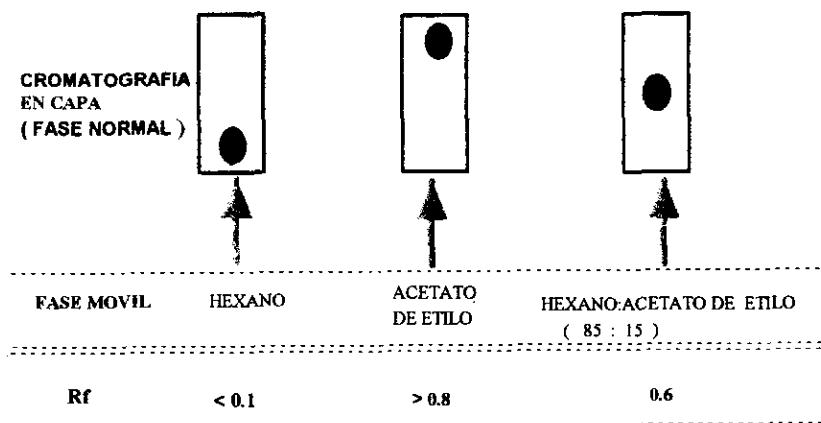 CROMATOGRAFIA
EN CAPA
( FASE NORMAL )
FASE MOVIL HEXANO ACETATO DE ETILO HEXANO:ACETATO DE ETILO ( 85 : 15 )
Rf < 0.1 > 0.8 0.6